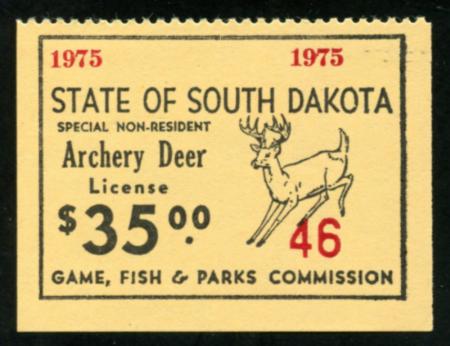 1975 1975
STATE OF SOUTH DAKOTA
SPECIAL NON-RESIDENT
Archery Deer
License
$35.00
46
GAME, FISH & PARKS COMMISSION